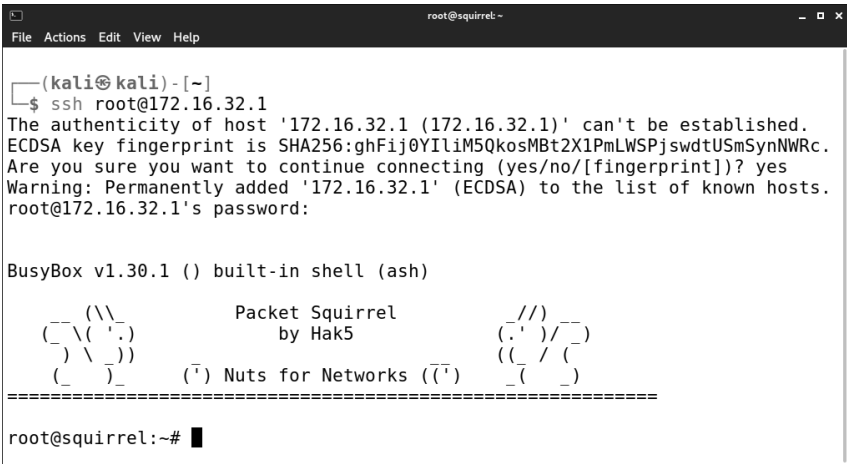 root@squirrel: ~
File Actions Edit View Help
┌──(kali㉿kali)-[~]
└─$ ssh root@172.16.32.1
The authenticity of host '172.16.32.1 (172.16.32.1)' can't be established.
ECDSA key fingerprint is SHA256:ghFij0YIliM5QkosMBt2X1PmLWSPjswdtUSmSynNWRc.
Are you sure you want to continue connecting (yes/no/[fingerprint])? yes
Warning: Permanently added '172.16.32.1' (ECDSA) to the list of known hosts.
root@172.16.32.1's password:
BusyBox v1.30.1 () built-in shell (ash)
    __ (\\_          Packet Squirrel          _//) __
   (_ \( '.)             by Hak5             (.' )/ _)
     ) \ _))     _                     __    ((_ / (
    (_   )_     (') Nuts for Networks ((')    _(   _)
============================================================
root@squirrel:~#